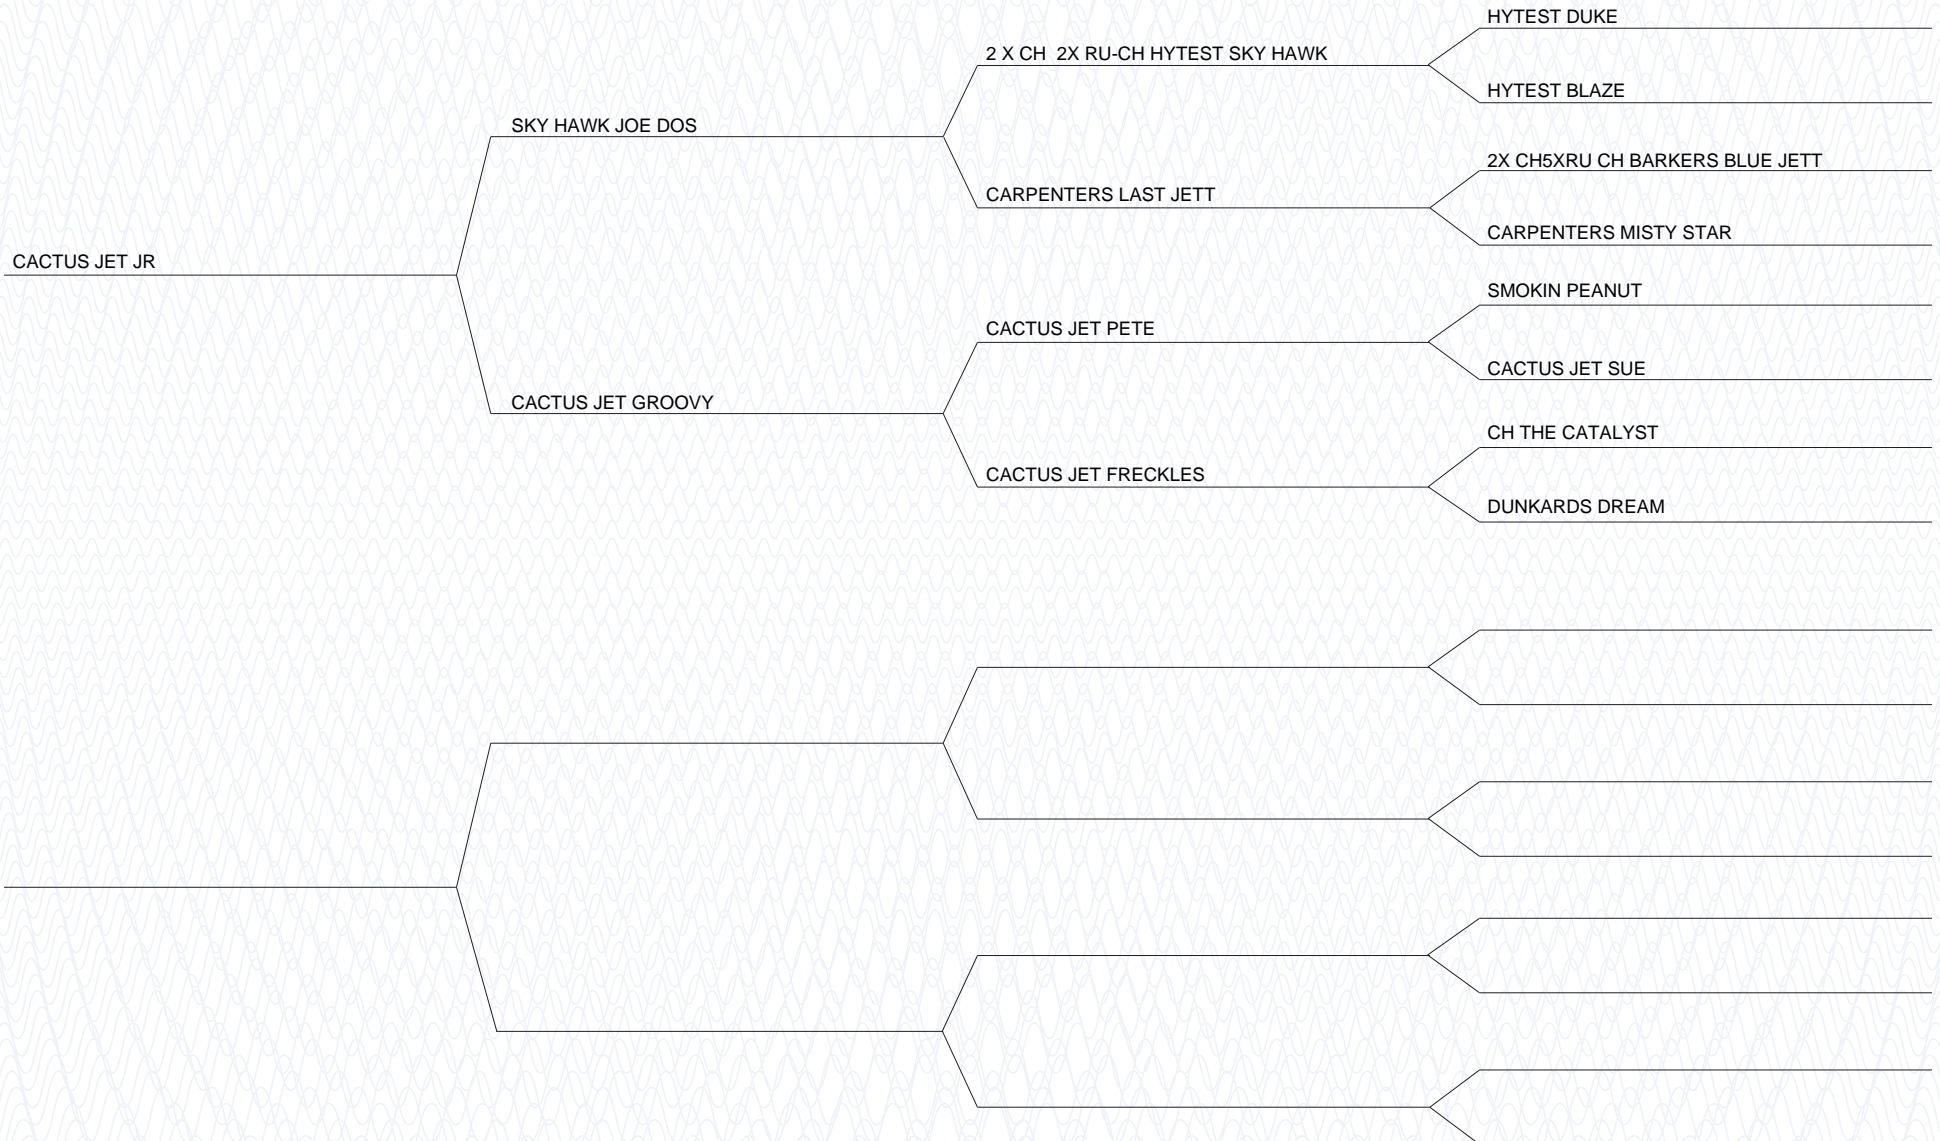 HYTEST DUKE
2 X CH  2X RU-CH HYTEST SKY HAWK
HYTEST BLAZE
SKY HAWK JOE DOS
2X CH5XRU CH BARKERS BLUE JETT
CARPENTERS LAST JETT
CARPENTERS MISTY STAR
CACTUS JET JR
SMOKIN PEANUT
CACTUS JET PETE
CACTUS JET SUE
CACTUS JET GROOVY
CH THE CATALYST
CACTUS JET FRECKLES
DUNKARDS DREAM